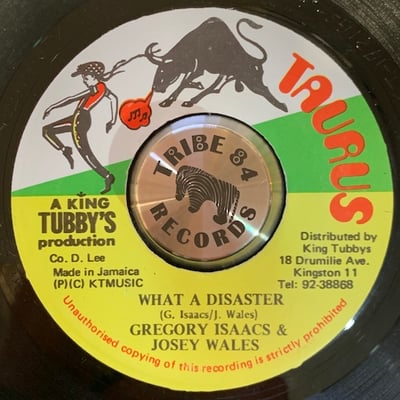 TAURUS
TRIBE 84
RECORDS
A KING
TUBBY'S
production
Co. D. Lee
Made in Jamaica
(P)(C) KTMUSIC
Distributed by
King Tubbys
18 Drumilie Ave.
Kingston 11
Tel: 92-38868
WHAT A DISASTER
(G. Isaacs/J. Wales)
GREGORY ISAACS &
JOSEY WALES
Unauthorised copying of this recording is strictly prohibited